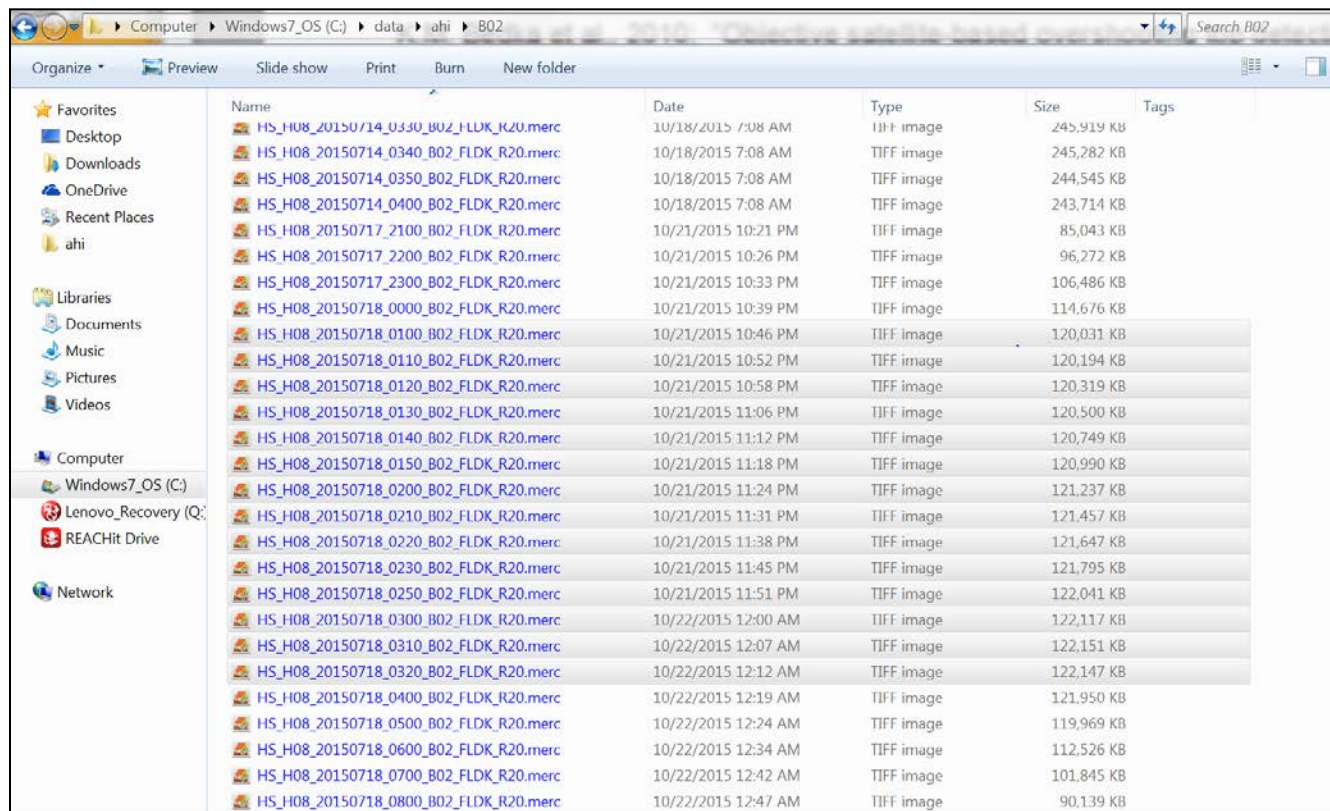 Computer ▸ Windows7_OS (C:) ▸ data ▸ ahi ▸ B02
Search B02
Organize Preview Slide show Print Burn New folder
Favorites
Desktop
Downloads
OneDrive
Recent Places
ahi
Libraries
Documents
Music
Pictures
Videos
Computer
Windows7_OS (C:)
Lenovo_Recovery (Q:)
REACHit Drive
Network
Name Date Type Size Tags
HS_H08_20150714_0330_B02_FLDK_R20.merc 10/18/2015 7:08 AM TIFF image 245,919 KB
HS_H08_20150714_0340_B02_FLDK_R20.merc 10/18/2015 7:08 AM TIFF image 245,282 KB
HS_H08_20150714_0350_B02_FLDK_R20.merc 10/18/2015 7:08 AM TIFF image 244,545 KB
HS_H08_20150714_0400_B02_FLDK_R20.merc 10/18/2015 7:08 AM TIFF image 243,714 KB
HS_H08_20150717_2100_B02_FLDK_R20.merc 10/21/2015 10:21 PM TIFF image 85,043 KB
HS_H08_20150717_2200_B02_FLDK_R20.merc 10/21/2015 10:26 PM TIFF image 96,272 KB
HS_H08_20150717_2300_B02_FLDK_R20.merc 10/21/2015 10:33 PM TIFF image 106,486 KB
HS_H08_20150718_0000_B02_FLDK_R20.merc 10/21/2015 10:39 PM TIFF image 114,676 KB
HS_H08_20150718_0100_B02_FLDK_R20.merc 10/21/2015 10:46 PM TIFF image 120,031 KB
HS_H08_20150718_0110_B02_FLDK_R20.merc 10/21/2015 10:52 PM TIFF image 120,194 KB
HS_H08_20150718_0120_B02_FLDK_R20.merc 10/21/2015 10:58 PM TIFF image 120,319 KB
HS_H08_20150718_0130_B02_FLDK_R20.merc 10/21/2015 11:06 PM TIFF image 120,500 KB
HS_H08_20150718_0140_B02_FLDK_R20.merc 10/21/2015 11:12 PM TIFF image 120,749 KB
HS_H08_20150718_0150_B02_FLDK_R20.merc 10/21/2015 11:18 PM TIFF image 120,990 KB
HS_H08_20150718_0200_B02_FLDK_R20.merc 10/21/2015 11:24 PM TIFF image 121,237 KB
HS_H08_20150718_0210_B02_FLDK_R20.merc 10/21/2015 11:31 PM TIFF image 121,457 KB
HS_H08_20150718_0220_B02_FLDK_R20.merc 10/21/2015 11:38 PM TIFF image 121,647 KB
HS_H08_20150718_0230_B02_FLDK_R20.merc 10/21/2015 11:45 PM TIFF image 121,795 KB
HS_H08_20150718_0250_B02_FLDK_R20.merc 10/21/2015 11:51 PM TIFF image 122,041 KB
HS_H08_20150718_0300_B02_FLDK_R20.merc 10/22/2015 12:00 AM TIFF image 122,117 KB
HS_H08_20150718_0310_B02_FLDK_R20.merc 10/22/2015 12:07 AM TIFF image 122,151 KB
HS_H08_20150718_0320_B02_FLDK_R20.merc 10/22/2015 12:12 AM TIFF image 122,147 KB
HS_H08_20150718_0400_B02_FLDK_R20.merc 10/22/2015 12:19 AM TIFF image 121,950 KB
HS_H08_20150718_0500_B02_FLDK_R20.merc 10/22/2015 12:24 AM TIFF image 119,969 KB
HS_H08_20150718_0600_B02_FLDK_R20.merc 10/22/2015 12:34 AM TIFF image 112,526 KB
HS_H08_20150718_0700_B02_FLDK_R20.merc 10/22/2015 12:42 AM TIFF image 101,845 KB
HS_H08_20150718_0800_B02_FLDK_R20.merc 10/22/2015 12:47 AM TIFF image 90,139 KB